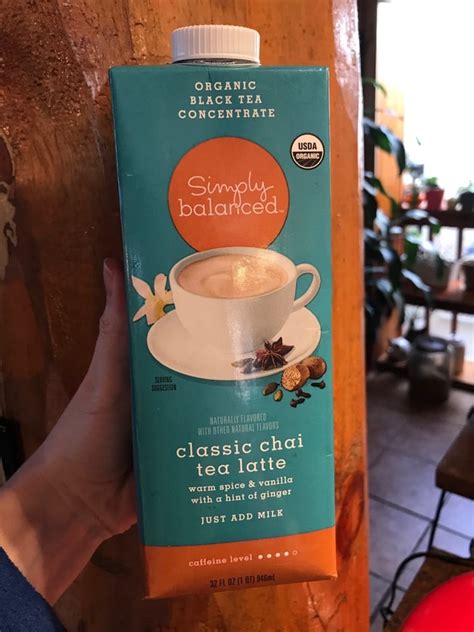 ORGANIC
BLACK TEA
CONCENTRATE
USDA
ORGANIC
Simply
balanced™
SERVING
SUGGESTION
NATURALLY FLAVORED
WITH OTHER NATURAL FLAVORS
classic chai
tea latte
warm spice & vanilla
with a hint of ginger
JUST ADD MILK
caffeine level
32 FL OZ (1 QT) 946mL